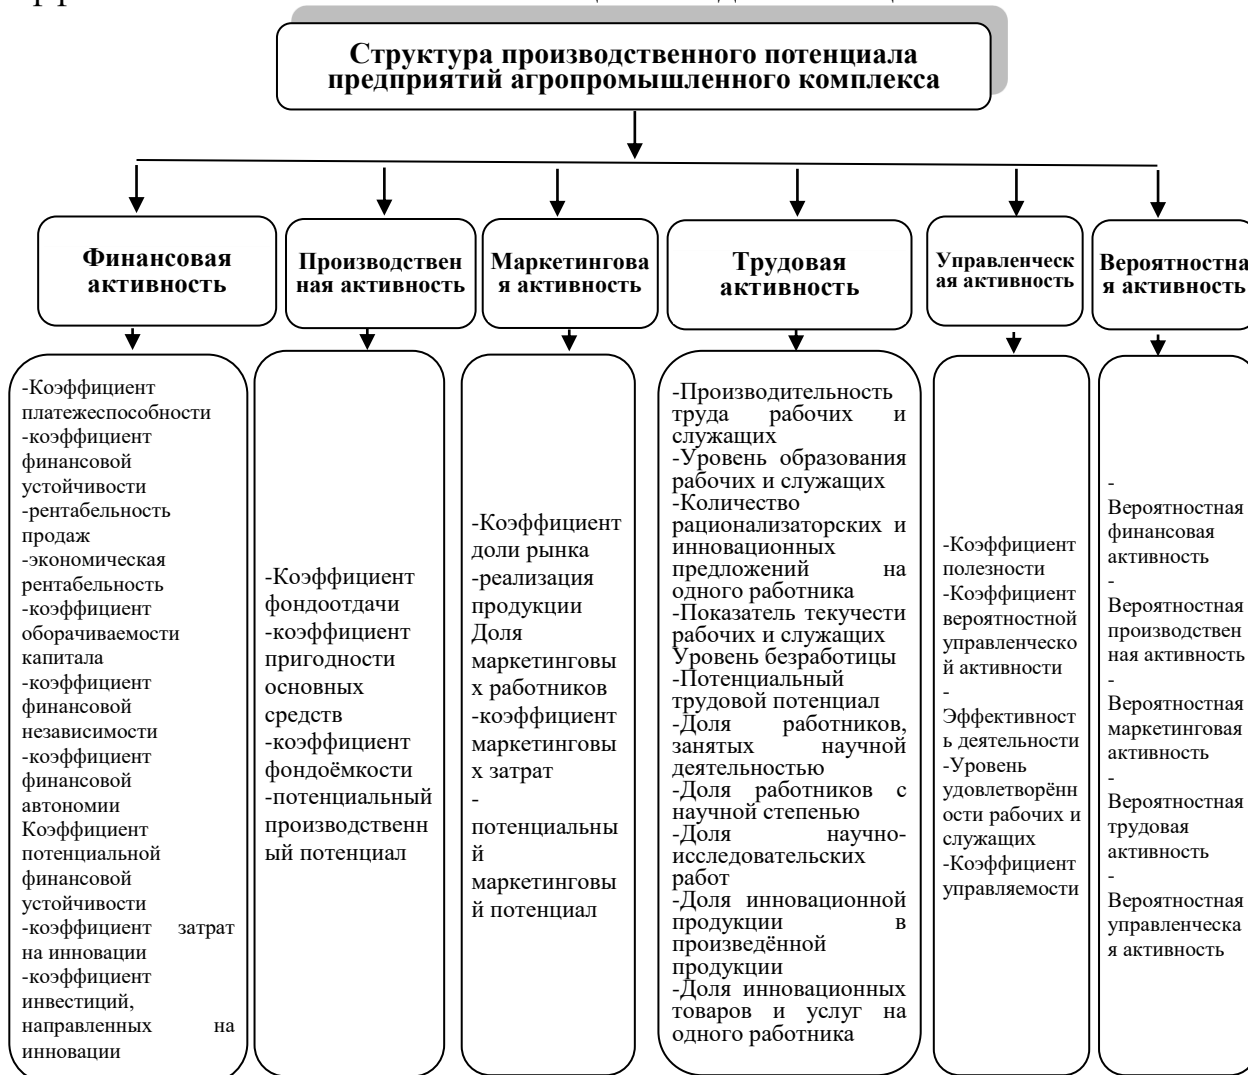 Структура производственного потенциала
предприятий агропромышленного комплекса
Финансовая
активность
Производствен
ная активность
Маркетингова
я активность
Трудовая
активность
Управленческ
ая активность
Вероятностна
я активность
-Коэффициент
платежеспособности
-коэффициент
финансовой
устойчивости
-рентабельность
продаж
-экономическая
рентабельность
-коэффициент
оборачиваемости
капитала
-коэффициент
финансовой
независимости
-коэффициент
финансовой
автономии
Коэффициент
потенциальной
финансовой
устойчивости
-коэффициент затрат
на инновации
-коэффициент
инвестиций,
направленных на
инновации
-Коэффициент
фондоотдачи
-коэффициент
пригодности
основных
средств
-коэффициент
фондоёмкости
-потенциальный
производственн
ый потенциал
-Коэффициент
доли рынка
-реализация
продукции
Доля
маркетинговы
х работников
-коэффициент
маркетинговы
х затрат
-
потенциальны
й
маркетинговы
й потенциал
-Производительность
труда рабочих и
служащих
-Уровень образования
рабочих и служащих
-Количество
рационализаторских и
инновационных
предложений на
одного работника
-Показатель текучести
рабочих и служащих
Уровень безработицы
-Потенциальный
трудовой потенциал
-Доля работников,
занятых научной
деятельностью
-Доля работников с
научной степенью
-Доля научно-
исследовательских
работ
-Доля инновационной
продукции в
произведённой
продукции
-Доля инновационных
товаров и услуг на
одного работника
-Коэффициент
полезности
-Коэффициент
вероятностной
управленческо
й активности
-
Эффективност
ь деятельности
-Уровень
удовлетворённ
ости рабочих и
служащих
-Коэффициент
управляемости
-
Вероятностная
финансовая
активность
-
Вероятностная
производствен
ная активность
-
Вероятностная
маркетинговая
активность
-
Вероятностная
трудовая
активность
-
Вероятностная
управленческа
я активность